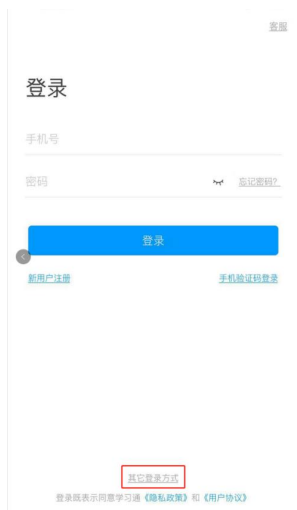 客服
登录
手机号
密码 忘记密码?
登录
新用户注册 手机验证码登录
其它登录方式
登录既表示同意学习通《隐私政策》和《用户协议》